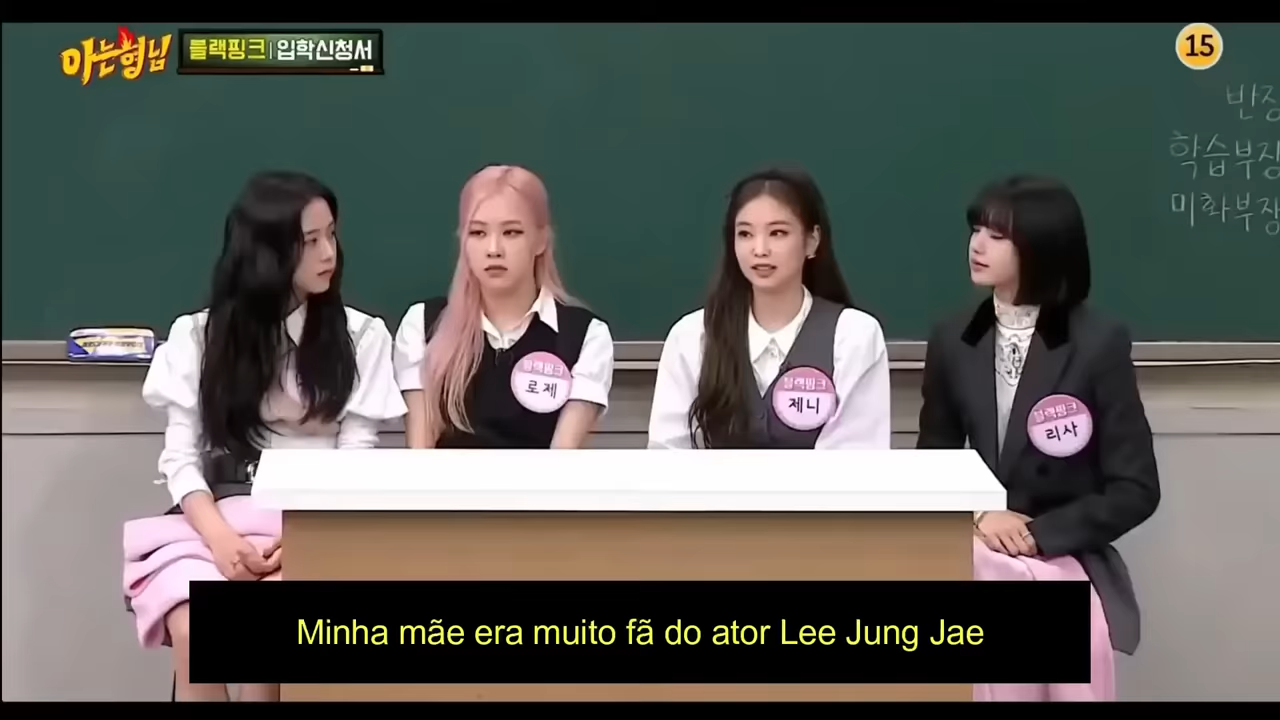 아는형님
블랙핑크 | 입학신청서
15
반장
학습부장
미화부장
블랙핑크
로제
블랙핑크
제니
블랙핑크
리사
Minha mãe era muito fã do ator Lee Jung Jae